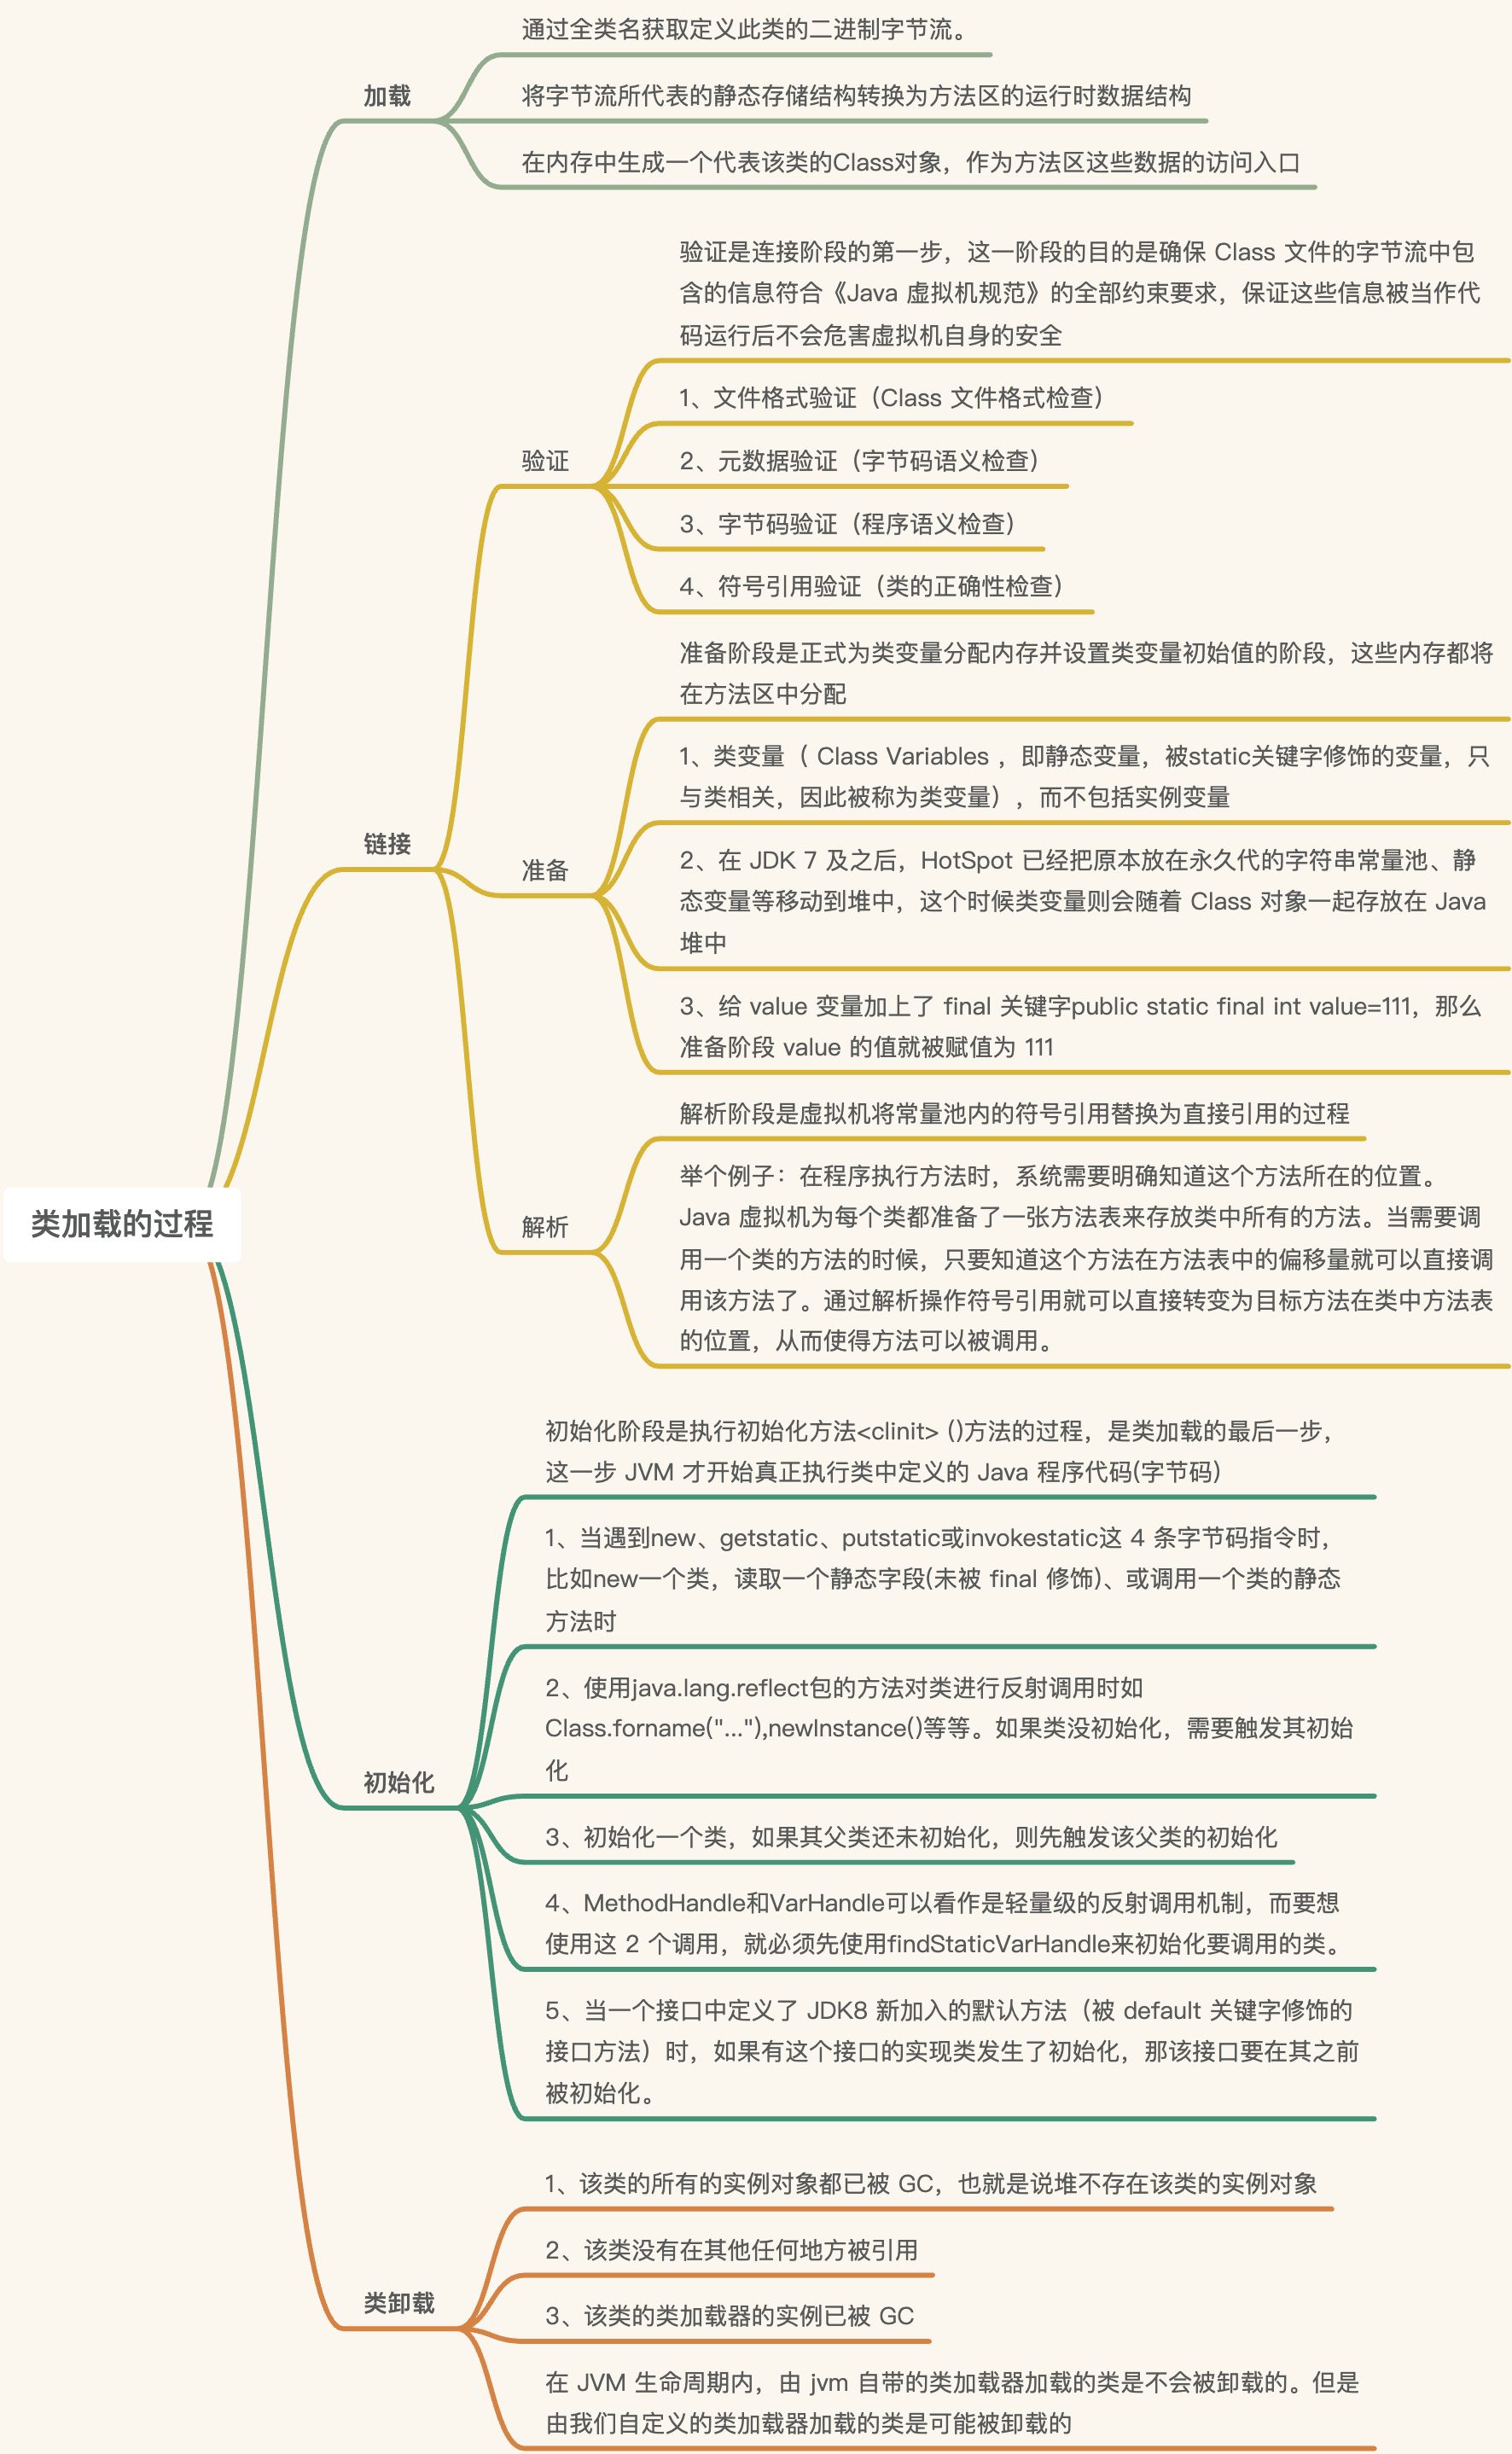 类加载的过程
加载
通过全类名获取定义此类的二进制字节流。
将字节流所代表的静态存储结构转换为方法区的运行时数据结构
在内存中生成一个代表该类的Class对象，作为方法区这些数据的访问入口
链接
验证
验证是连接阶段的第一步，这一阶段的目的是确保 Class 文件的字节流中包
含的信息符合《Java 虚拟机规范》的全部约束要求，保证这些信息被当作代
码运行后不会危害虚拟机自身的安全
1、文件格式验证（Class 文件格式检查）
2、元数据验证（字节码语义检查）
3、字节码验证（程序语义检查）
4、符号引用验证（类的正确性检查）
准备
准备阶段是正式为类变量分配内存并设置类变量初始值的阶段，这些内存都将
在方法区中分配
1、类变量（ Class Variables ，即静态变量，被static关键字修饰的变量，只
与类相关，因此被称为类变量），而不包括实例变量
2、在 JDK 7 及之后，HotSpot 已经把原本放在永久代的字符串常量池、静
态变量等移动到堆中，这个时候类变量则会随着 Class 对象一起存放在 Java
堆中
3、给 value 变量加上了 final 关键字public static final int value=111，那么
准备阶段 value 的值就被赋值为 111
解析
解析阶段是虚拟机将常量池内的符号引用替换为直接引用的过程
举个例子：在程序执行方法时，系统需要明确知道这个方法所在的位置。
Java 虚拟机为每个类都准备了一张方法表来存放类中所有的方法。当需要调
用一个类的方法的时候，只要知道这个方法在方法表中的偏移量就可以直接调
用该方法了。通过解析操作符号引用就可以直接转变为目标方法在类中方法表
的位置，从而使得方法可以被调用。
初始化
初始化阶段是执行初始化方法<clinit> ()方法的过程，是类加载的最后一步，
这一步 JVM 才开始真正执行类中定义的 Java 程序代码(字节码)
1、当遇到new、getstatic、putstatic或invokestatic这 4 条字节码指令时，
比如new一个类，读取一个静态字段(未被 final 修饰)、或调用一个类的静态
方法时
2、使用java.lang.reflect包的方法对类进行反射调用时如
Class.forname("..."),newInstance()等等。如果类没初始化，需要触发其初始
化
3、初始化一个类，如果其父类还未初始化，则先触发该父类的初始化
4、MethodHandle和VarHandle可以看作是轻量级的反射调用机制，而要想
使用这 2 个调用，就必须先使用findStaticVarHandle来初始化要调用的类。
5、当一个接口中定义了 JDK8 新加入的默认方法（被 default 关键字修饰的
接口方法）时，如果有这个接口的实现类发生了初始化，那该接口要在其之前
被初始化。
类卸载
1、该类的所有的实例对象都已被 GC，也就是说堆不存在该类的实例对象
2、该类没有在其他任何地方被引用
3、该类的类加载器的实例已被 GC
在 JVM 生命周期内，由 jvm 自带的类加载器加载的类是不会被卸载的。但是
由我们自定义的类加载器加载的类是可能被卸载的